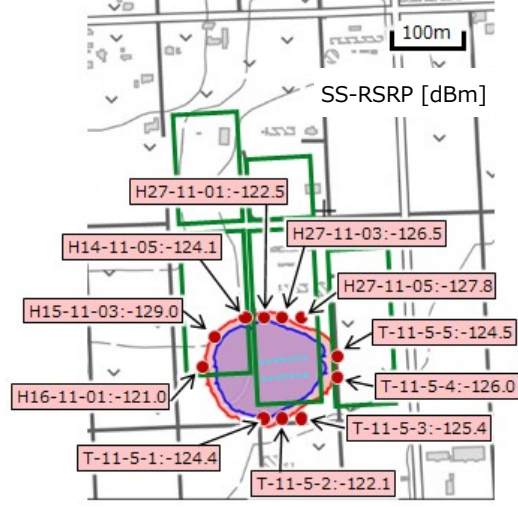 100m
SS-RSRP [dBm]
H27-11-01:-122.5
H27-11-03:-126.5
H14-11-05:-124.1
H27-11-05:-127.8
H15-11-03:-129.0
T-11-5-5:-124.5
H16-11-01:-121.0
T-11-5-4:-126.0
T-11-5-3:-125.4
T-11-5-1:-124.4
T-11-5-2:-122.1